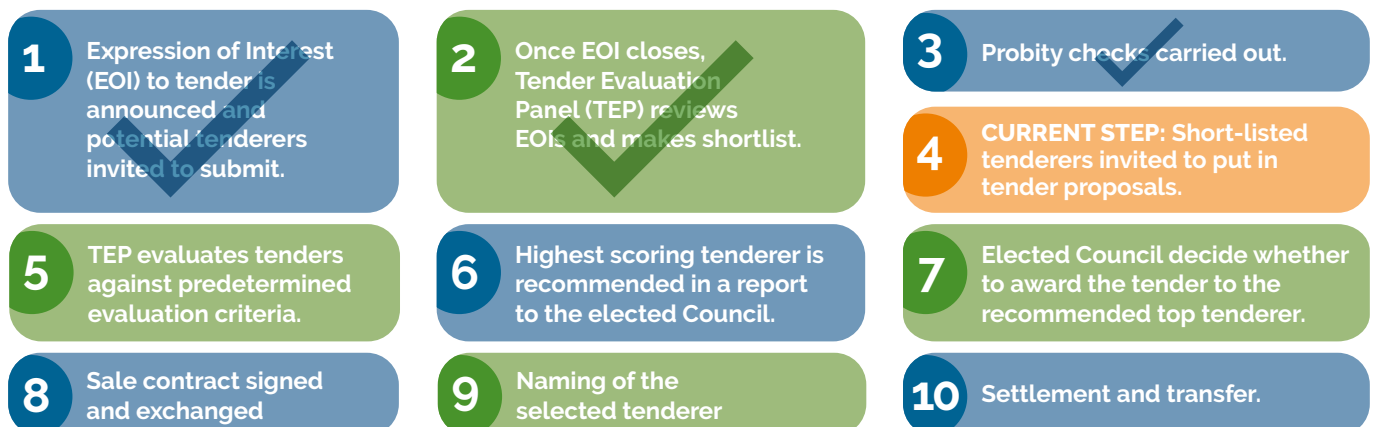 1
Expression of Interest
(EOI) to tender is
announced and
potential tenderers
invited to submit.
2
Once EOI closes,
Tender Evaluation
Panel (TEP) reviews
EOIs and makes shortlist.
3
Probity checks carried out.
4
CURRENT STEP: Short-listed
tenderers invited to put in
tender proposals.
5
TEP evaluates tenders
against predetermined
evaluation criteria.
6
Highest scoring tenderer is
recommended in a report
to the elected Council.
7
Elected Council decide whether
to award the tender to the
recommended top tenderer.
8
Sale contract signed
and exchanged
9
Naming of the
selected tenderer
10
Settlement and transfer.